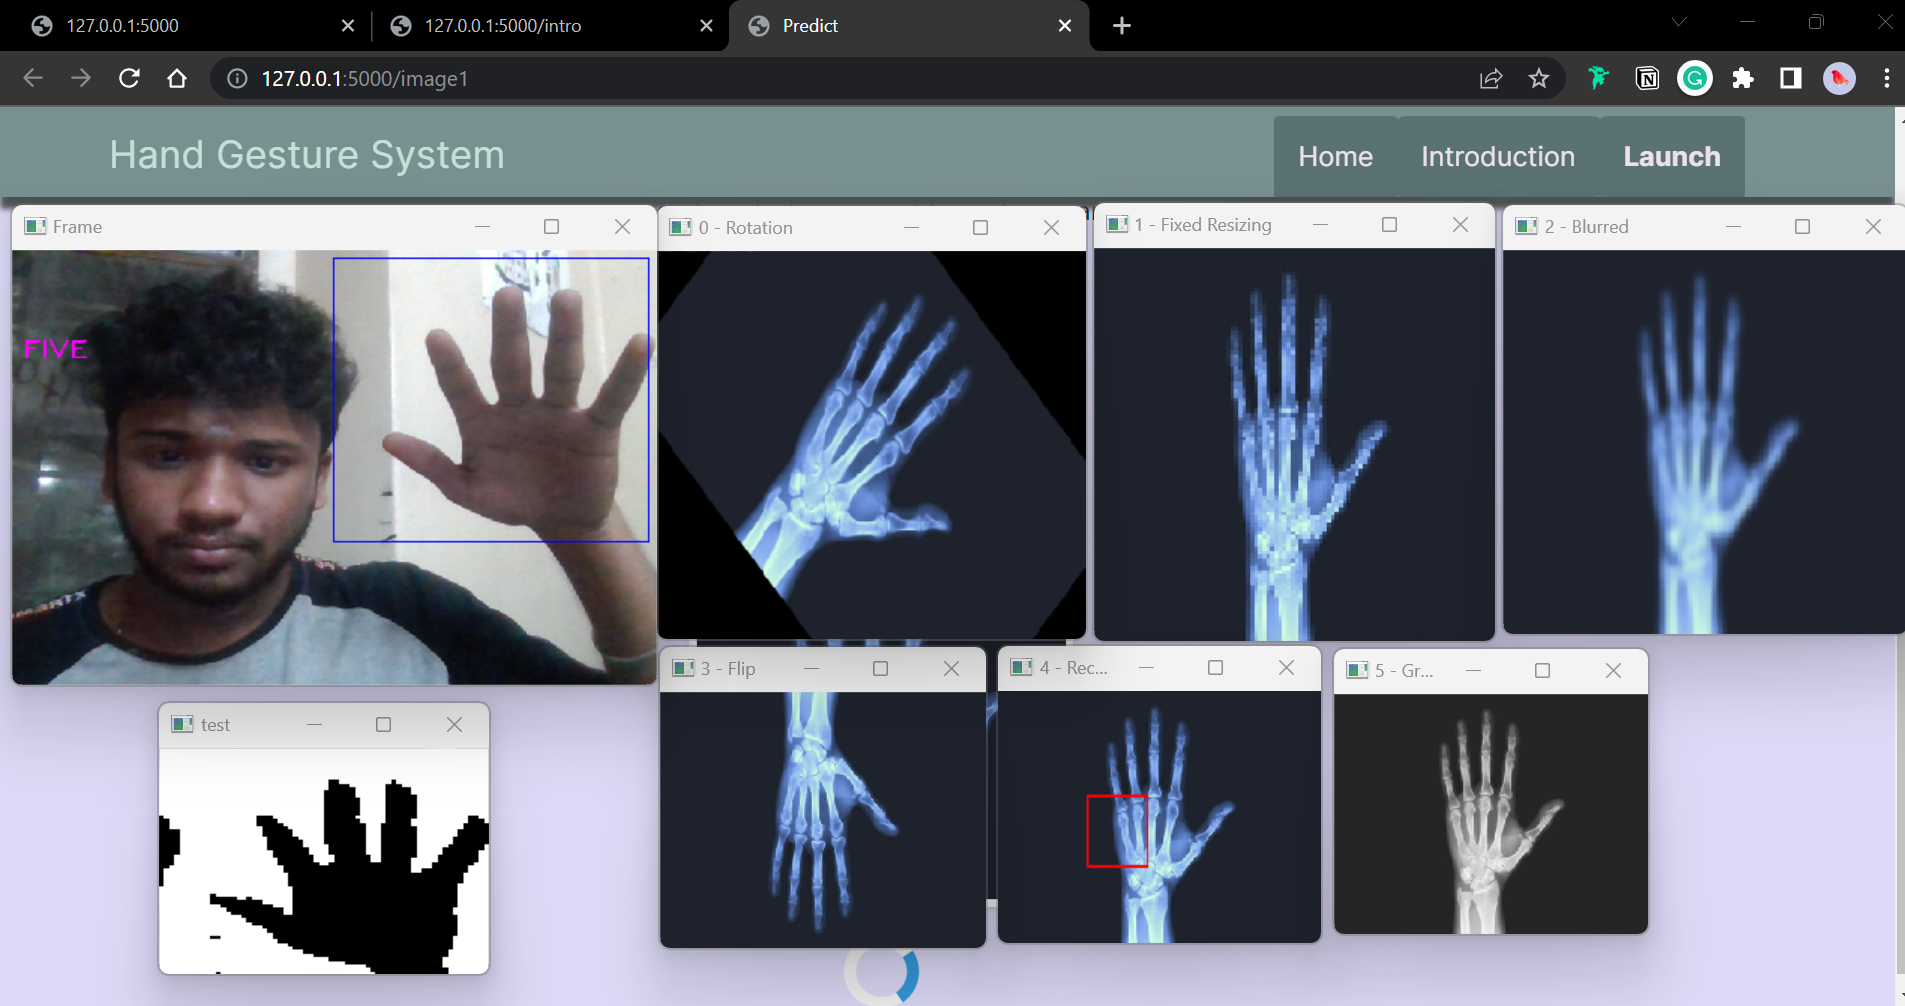 127.0.0.1:5000
127.0.0.1:5000/intro
Predict
127.0.0.1:5000/image1
Hand Gesture System
Home
Introduction
Launch
Frame
0 - Rotation
1 - Fixed Resizing
2 - Blurred
FIVE
3 - Flip
4 - Rec...
5 - Gr...
test